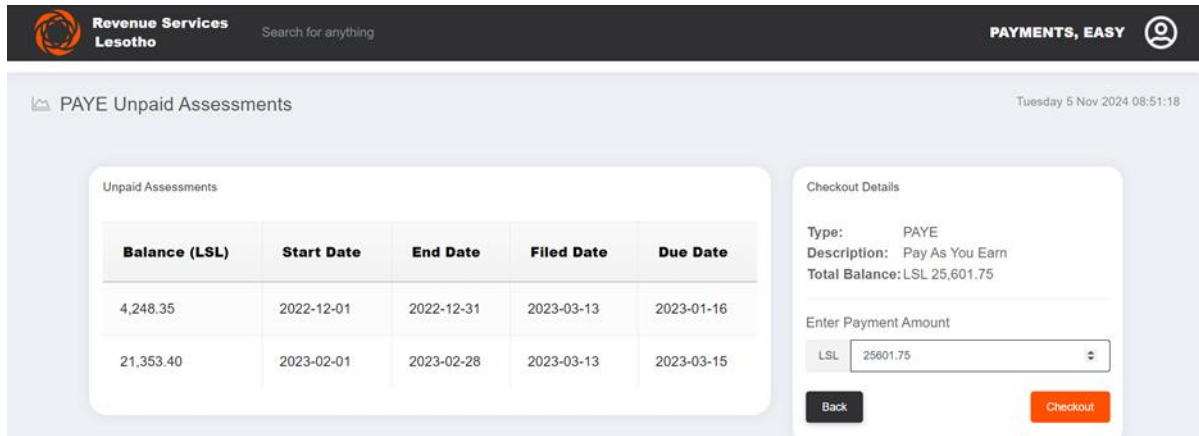 Revenue Services
Lesotho
Search for anything
PAYMENTS, EASY
PAYE Unpaid Assessments
Tuesday 5 Nov 2024 08:51:18
Unpaid Assessments
Balance (LSL) Start Date End Date Filed Date Due Date
4,248.35 2022-12-01 2022-12-31 2023-03-13 2023-01-16
21,353.40 2023-02-01 2023-02-28 2023-03-13 2023-03-15
Checkout Details
Type: PAYE
Description: Pay As You Earn
Total Balance: LSL 25,601.75
Enter Payment Amount
LSL 25601.75
Back Checkout